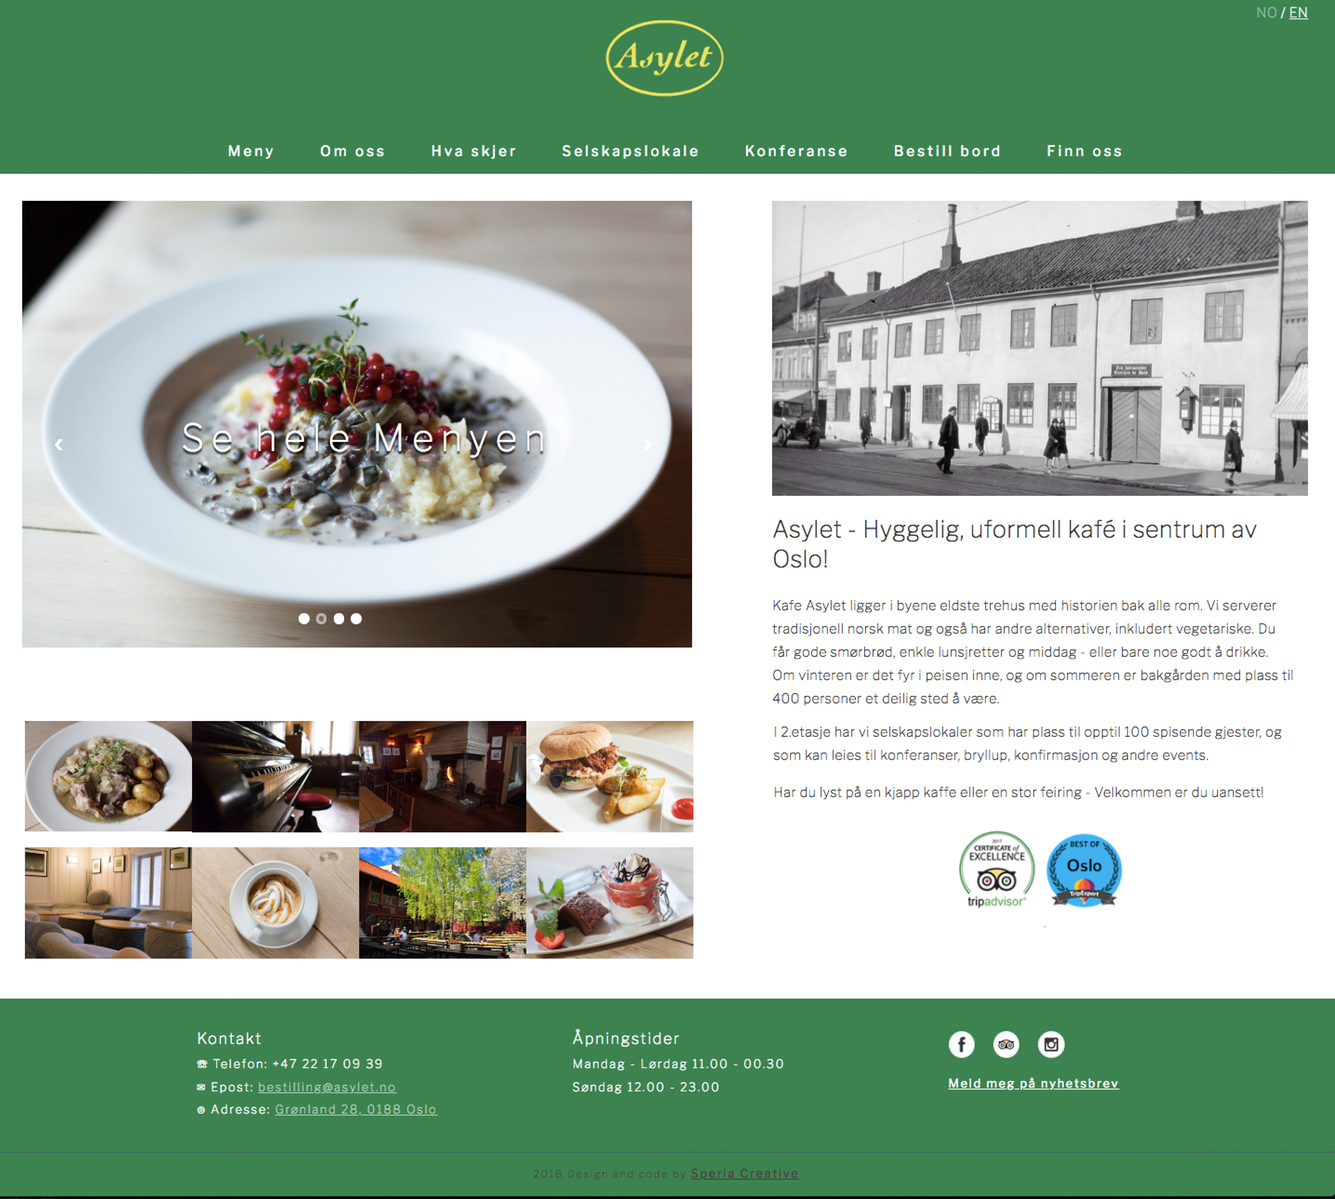 NO / EN
Asylet
Meny Om oss Hva skjer Selskapslokale Konferanse Bestill bord Finn oss
Se hele Menyen
Asylet - Hyggelig, uformell kafé i sentrum av
Oslo!
Kafe Asylet ligger i byene eldste trehus med historien bak alle rom. Vi serverer
tradisjonell norsk mat og også har andre alternativer, inkludert vegetariske. Du
får gode smørbrød, enkle lunsjretter og middag - eller bare noe godt å drikke.
Om vinteren er det fyr i peisen inne, og om sommeren er bakgården med plass til
400 personer et deilig sted å være.
I 2.etasje har vi selskapslokaler som har plass til opptil 100 spisende gjester, og
som kan leies til konferanser, bryllup, konfirmasjon og andre events.
Har du lyst på en kjapp kaffe eller en stor feiring - Velkommen er du uansett!
2017
CERTIFICATE of
EXCELLENCE
tripadvisor
BEST OF
Oslo
TripExpert
Kontakt
☎ Telefon: +47 22 17 09 39
✉ Epost: bestilling@asylet.no
Adresse: Grønland 28, 0188 Oslo
Åpningstider
Mandag - Lørdag 11.00 - 00.30
Søndag 12.00 - 23.00
Meld meg på nyhetsbrev
2018 Design and code by Speria Creative